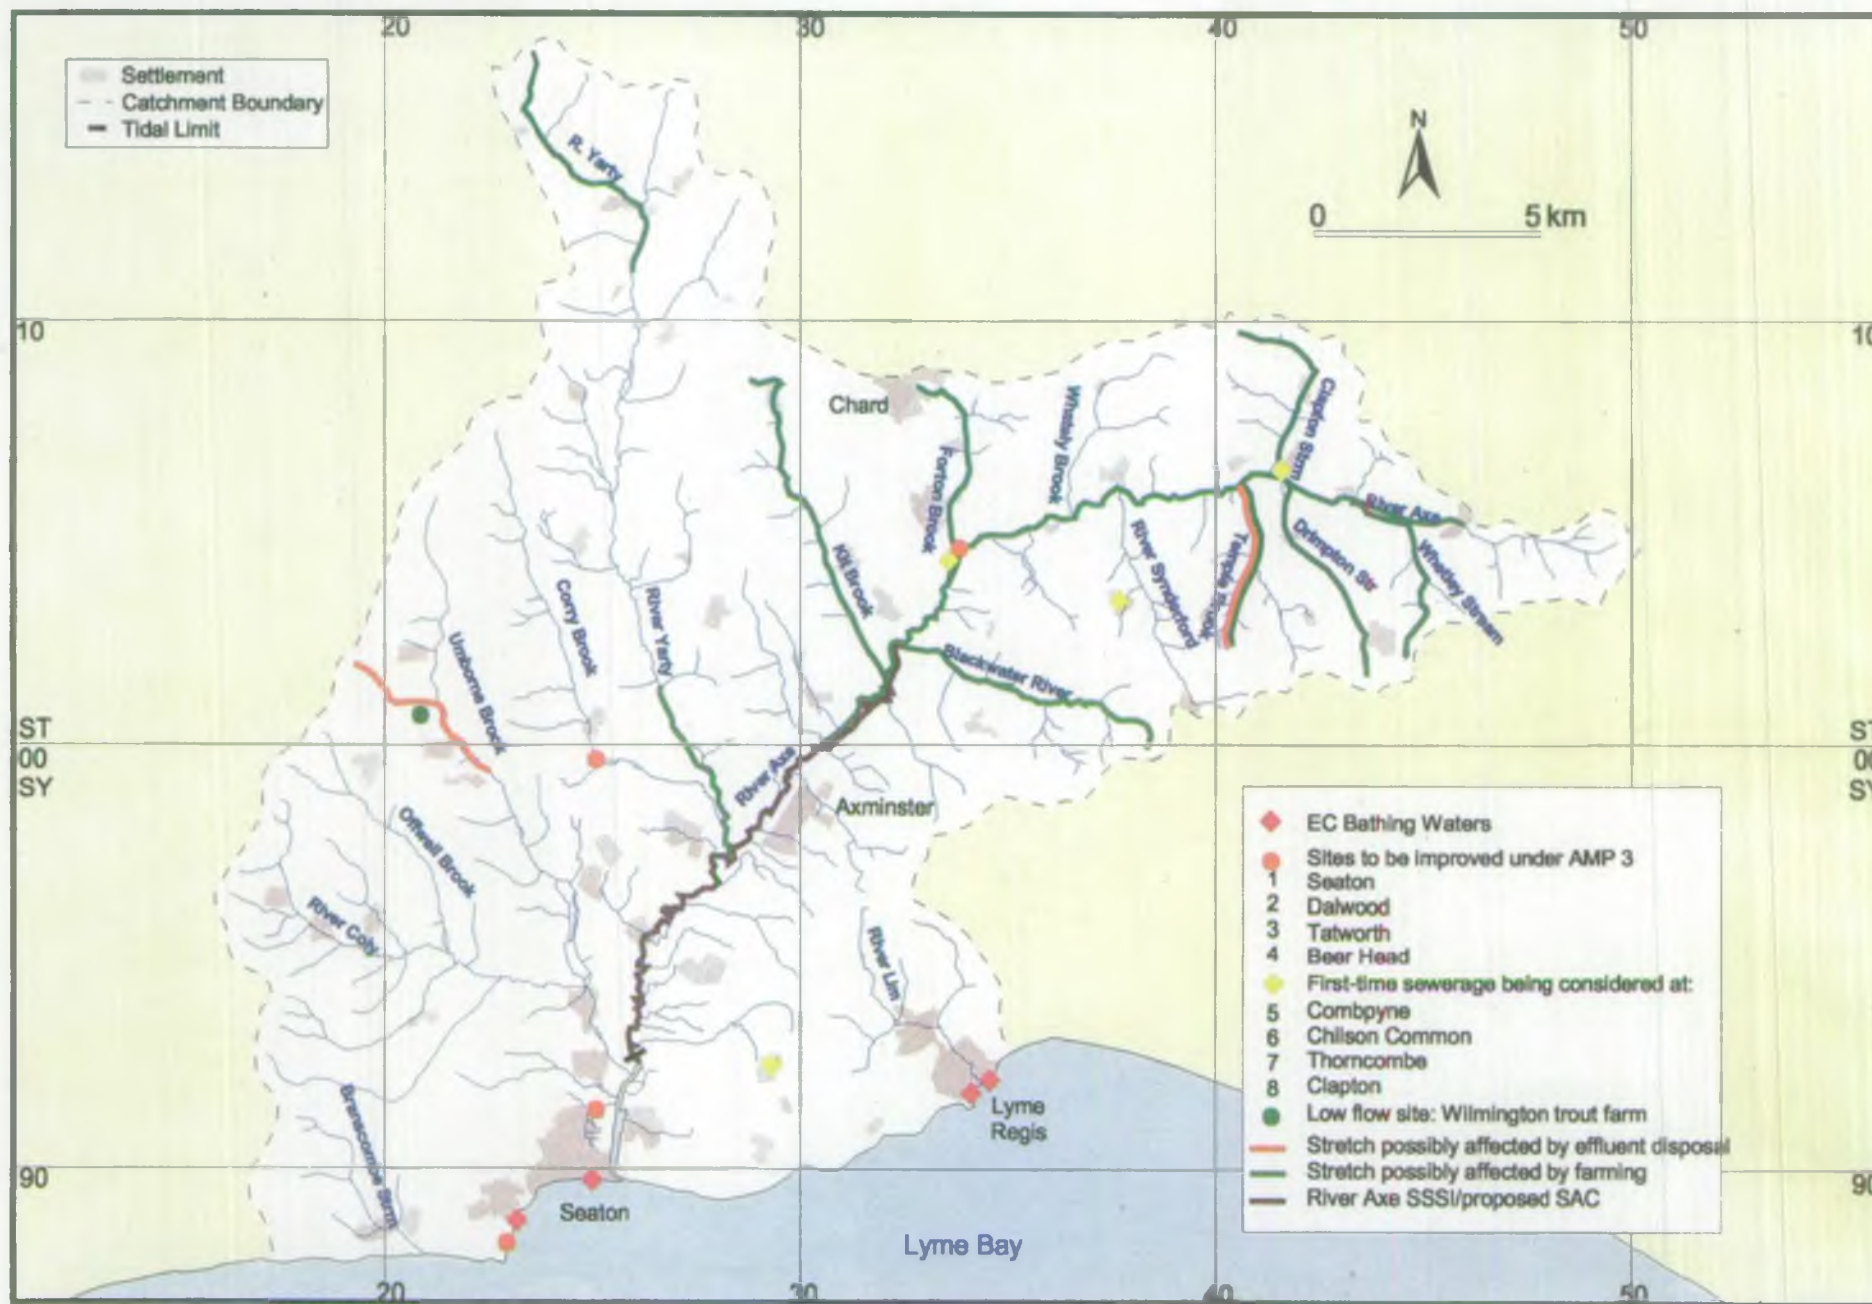 20
30
40
50
Settlement
Catchment Boundary
Tidal Limit
N
0 5 km
R. Yarty
10
10
Chard
Forton Brook
Whately Brook
Clapton Strm
River Axe
Kit Brook
River Synderford
Temple Brook
Drimpton Str
Whetley Stream
Umborne Brook
Corry Brook
River Yarty
Blackwater River
ST
00
SY
ST
00
SY
River Axe
Axminster
Offwell Brook
River Coly
River Lim
Branscombe Strm
Lyme
Regis
Seaton
Lyme Bay
90
90
EC Bathing Waters
Sites to be improved under AMP 3
1 Seaton
2 Dalwood
3 Tatworth
4 Beer Head
First-time sewerage being considered at:
5 Combpyne
6 Chilson Common
7 Thorncombe
8 Clapton
Low flow site: Wilmington trout farm
Stretch possibly affected by effluent disposal
Stretch possibly affected by farming
River Axe SSSI/proposed SAC
20
30
40
50